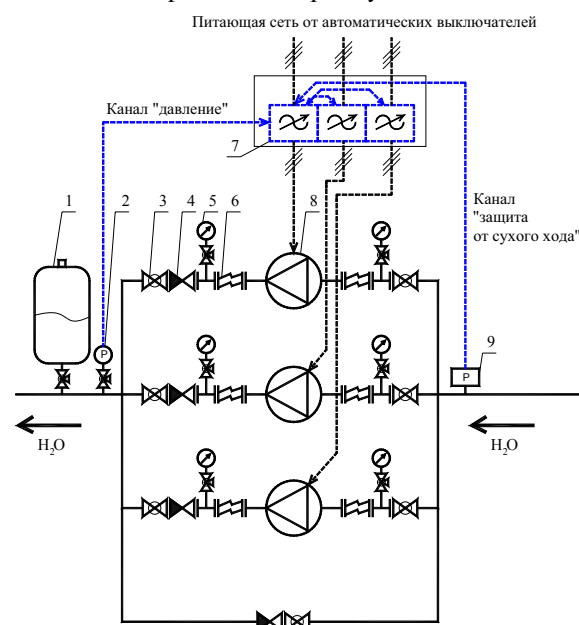 Питающая сеть от автоматических выключателей
Канал "давление"
7
1
2
3
4
5
6
8
Канал
"защита
от сухого хода"
P
P
9
H₂O
H₂O